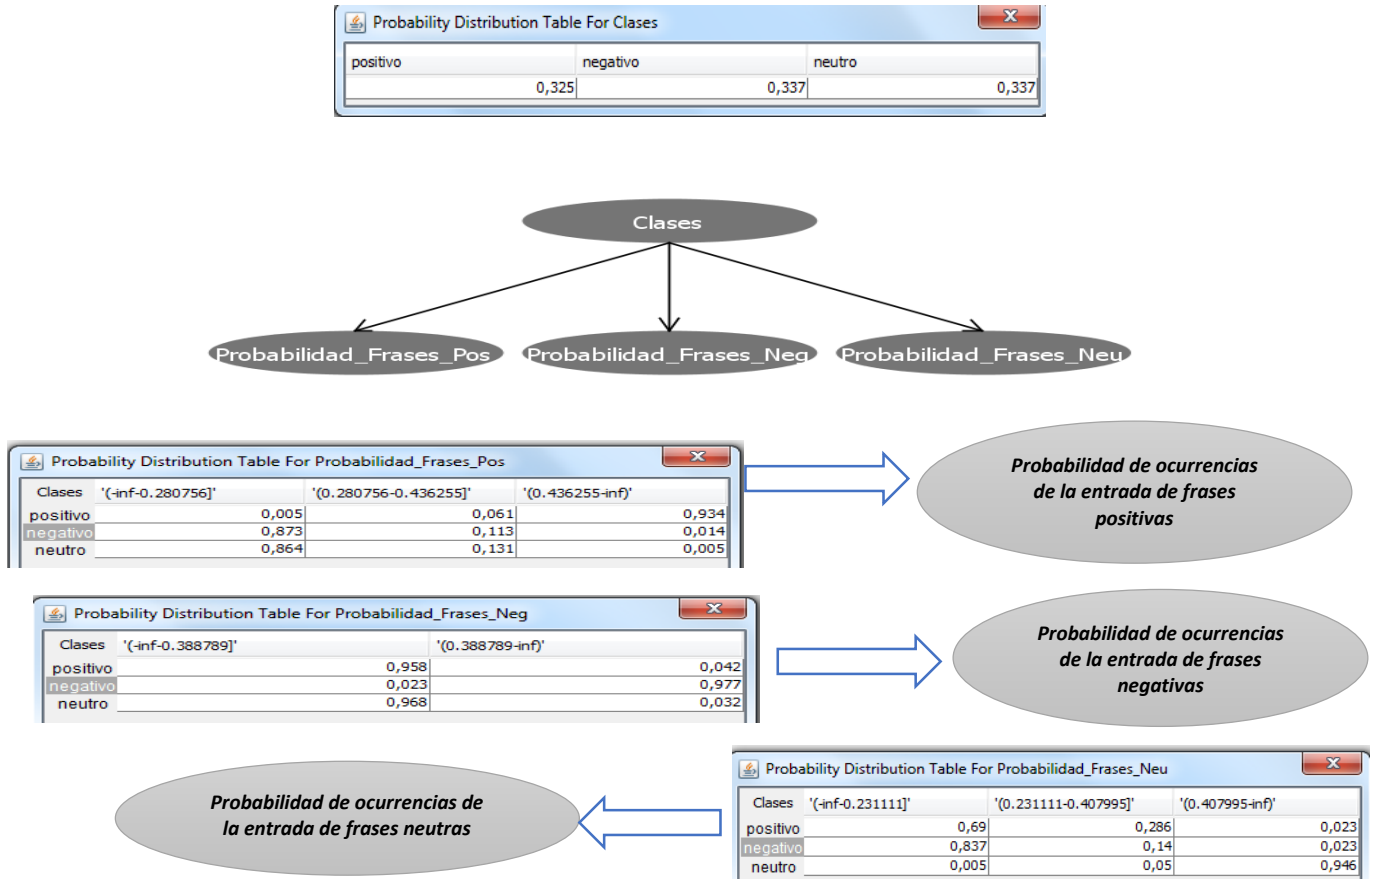 Probability Distribution Table For Clases
positivo negativo neutro
0,325 0,337 0,337
Clases
Probabilidad_Frases_Pos Probabilidad_Frases_Neg Probabilidad_Frases_Neu
Probability Distribution Table For Probabilidad_Frases_Pos
Clases '(-inf-0.280756]' '(0.280756-0.436255]' '(0.436255-inf)'
positivo 0,005 0,061 0,934
negativo 0,873 0,113 0,014
neutro 0,864 0,131 0,005
Probabilidad de ocurrencias
de la entrada de frases
positivas
Probability Distribution Table For Probabilidad_Frases_Neg
Clases '(-inf-0.388789]' '(0.388789-inf)'
positivo 0,958 0,042
negativo 0,023 0,977
neutro 0,968 0,032
Probabilidad de ocurrencias
de la entrada de frases
negativas
Probabilidad de ocurrencias de
la entrada de frases neutras
Probability Distribution Table For Probabilidad_Frases_Neu
Clases '(-inf-0.231111]' '(0.231111-0.407995]' '(0.407995-inf)'
positivo 0,69 0,286 0,023
negativo 0,837 0,14 0,023
neutro 0,005 0,05 0,946